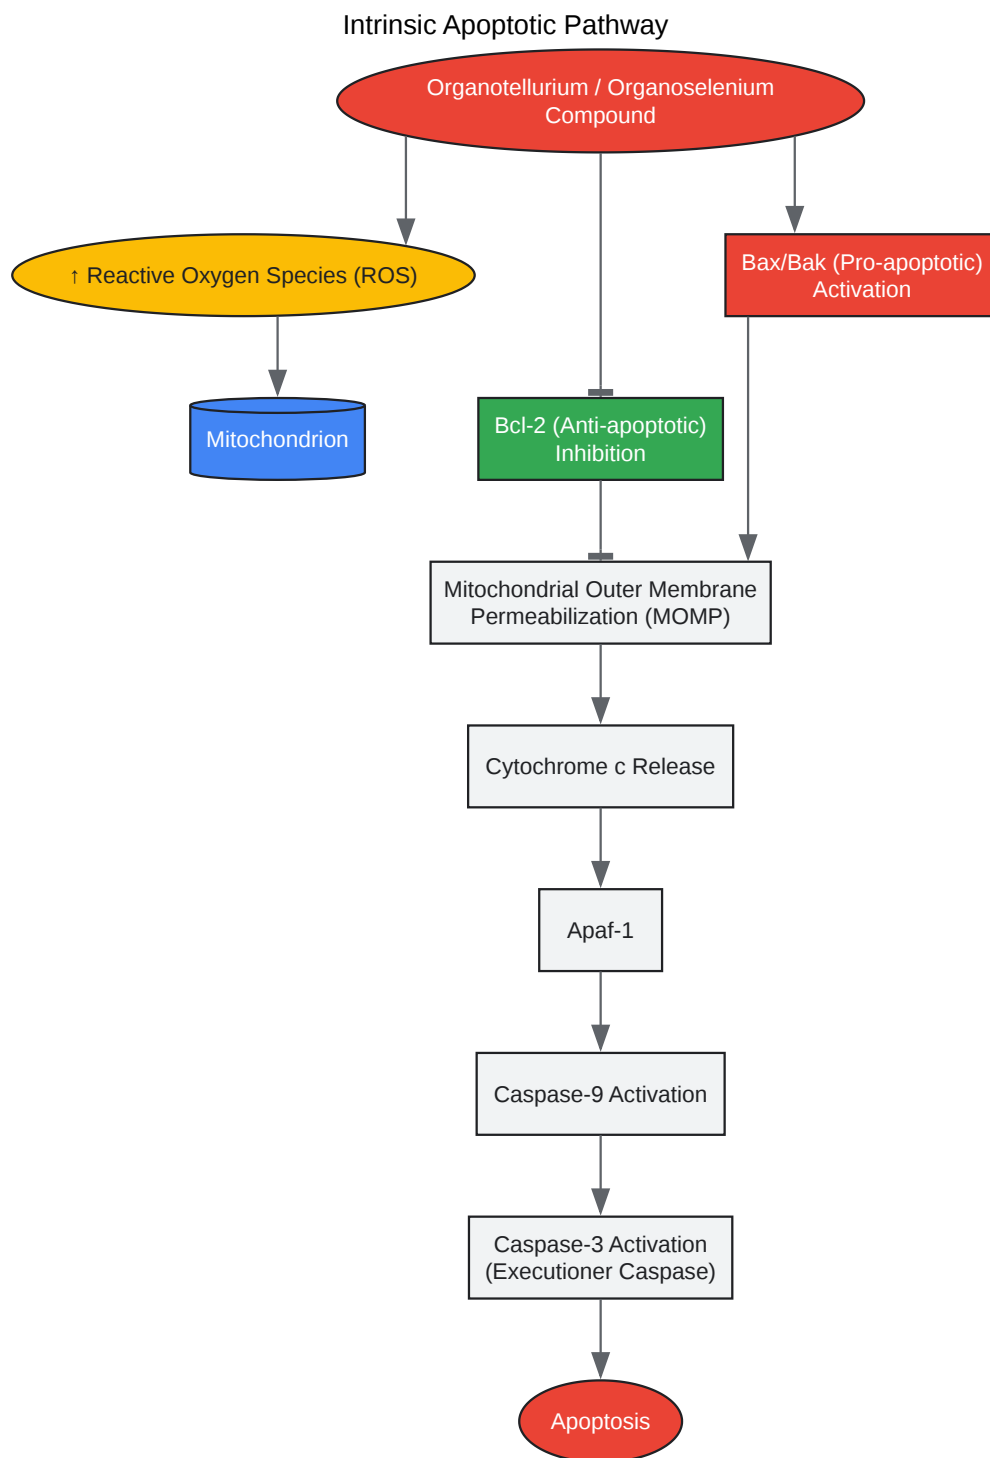 Intrinsic Apoptotic Pathway
Organotellurium / Organoselenium
Compound
↑ Reactive Oxygen Species (ROS)
Bax/Bak (Pro-apoptotic)
Activation
Mitochondrion
Bcl-2 (Anti-apoptotic)
Inhibition
Mitochondrial Outer Membrane
Permeabilization (MOMP)
Cytochrome c Release
Apaf-1
Caspase-9 Activation
Caspase-3 Activation
(Executioner Caspase)
Apoptosis